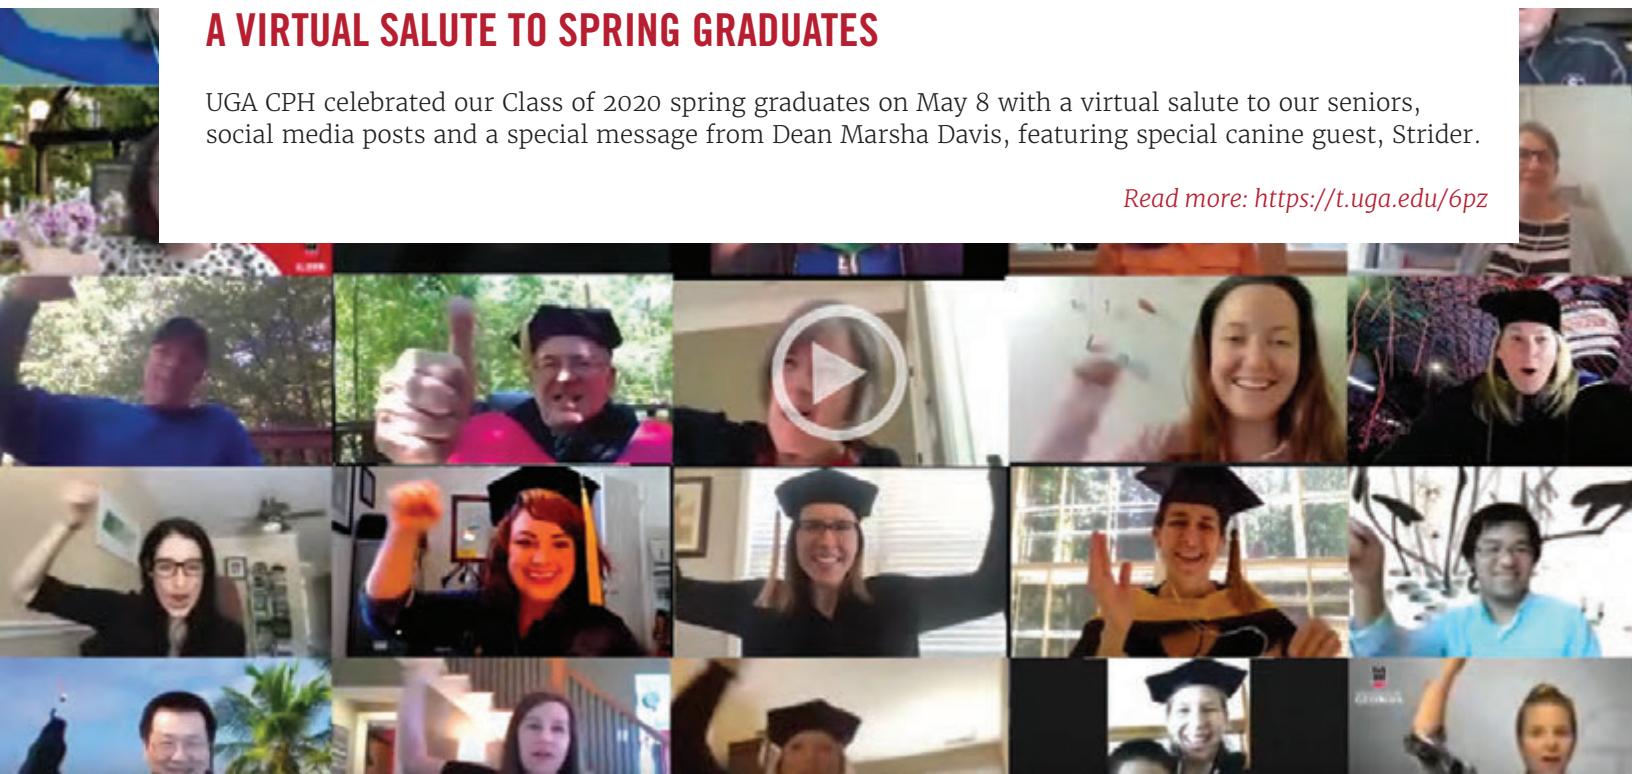 A VIRTUAL SALUTE TO SPRING GRADUATES
UGA CPH celebrated our Class of 2020 spring graduates on May 8 with a virtual salute to our seniors,
social media posts and a special message from Dean Marsha Davis, featuring special canine guest, Strider.
Read more: https://t.uga.edu/6pz
GEORGIA